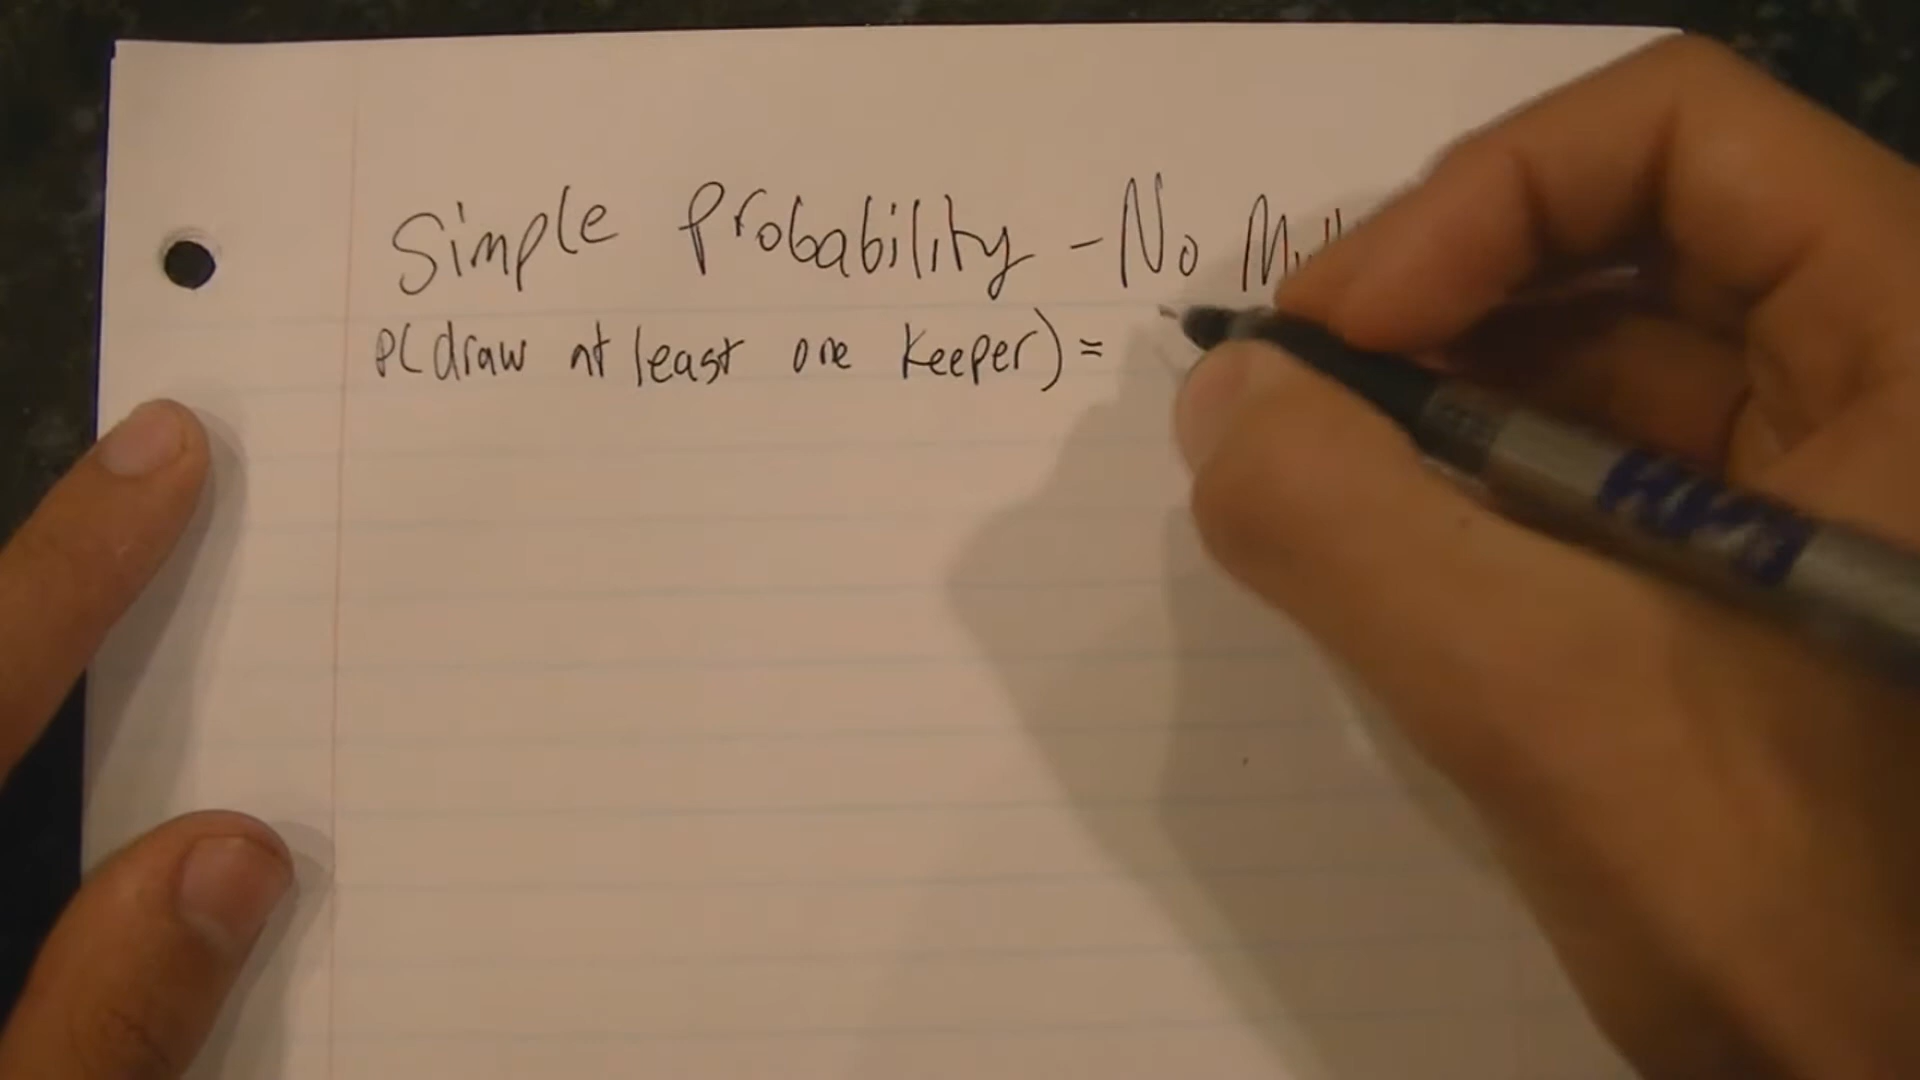 Simple Probability - No
P(draw at least one keeper) =